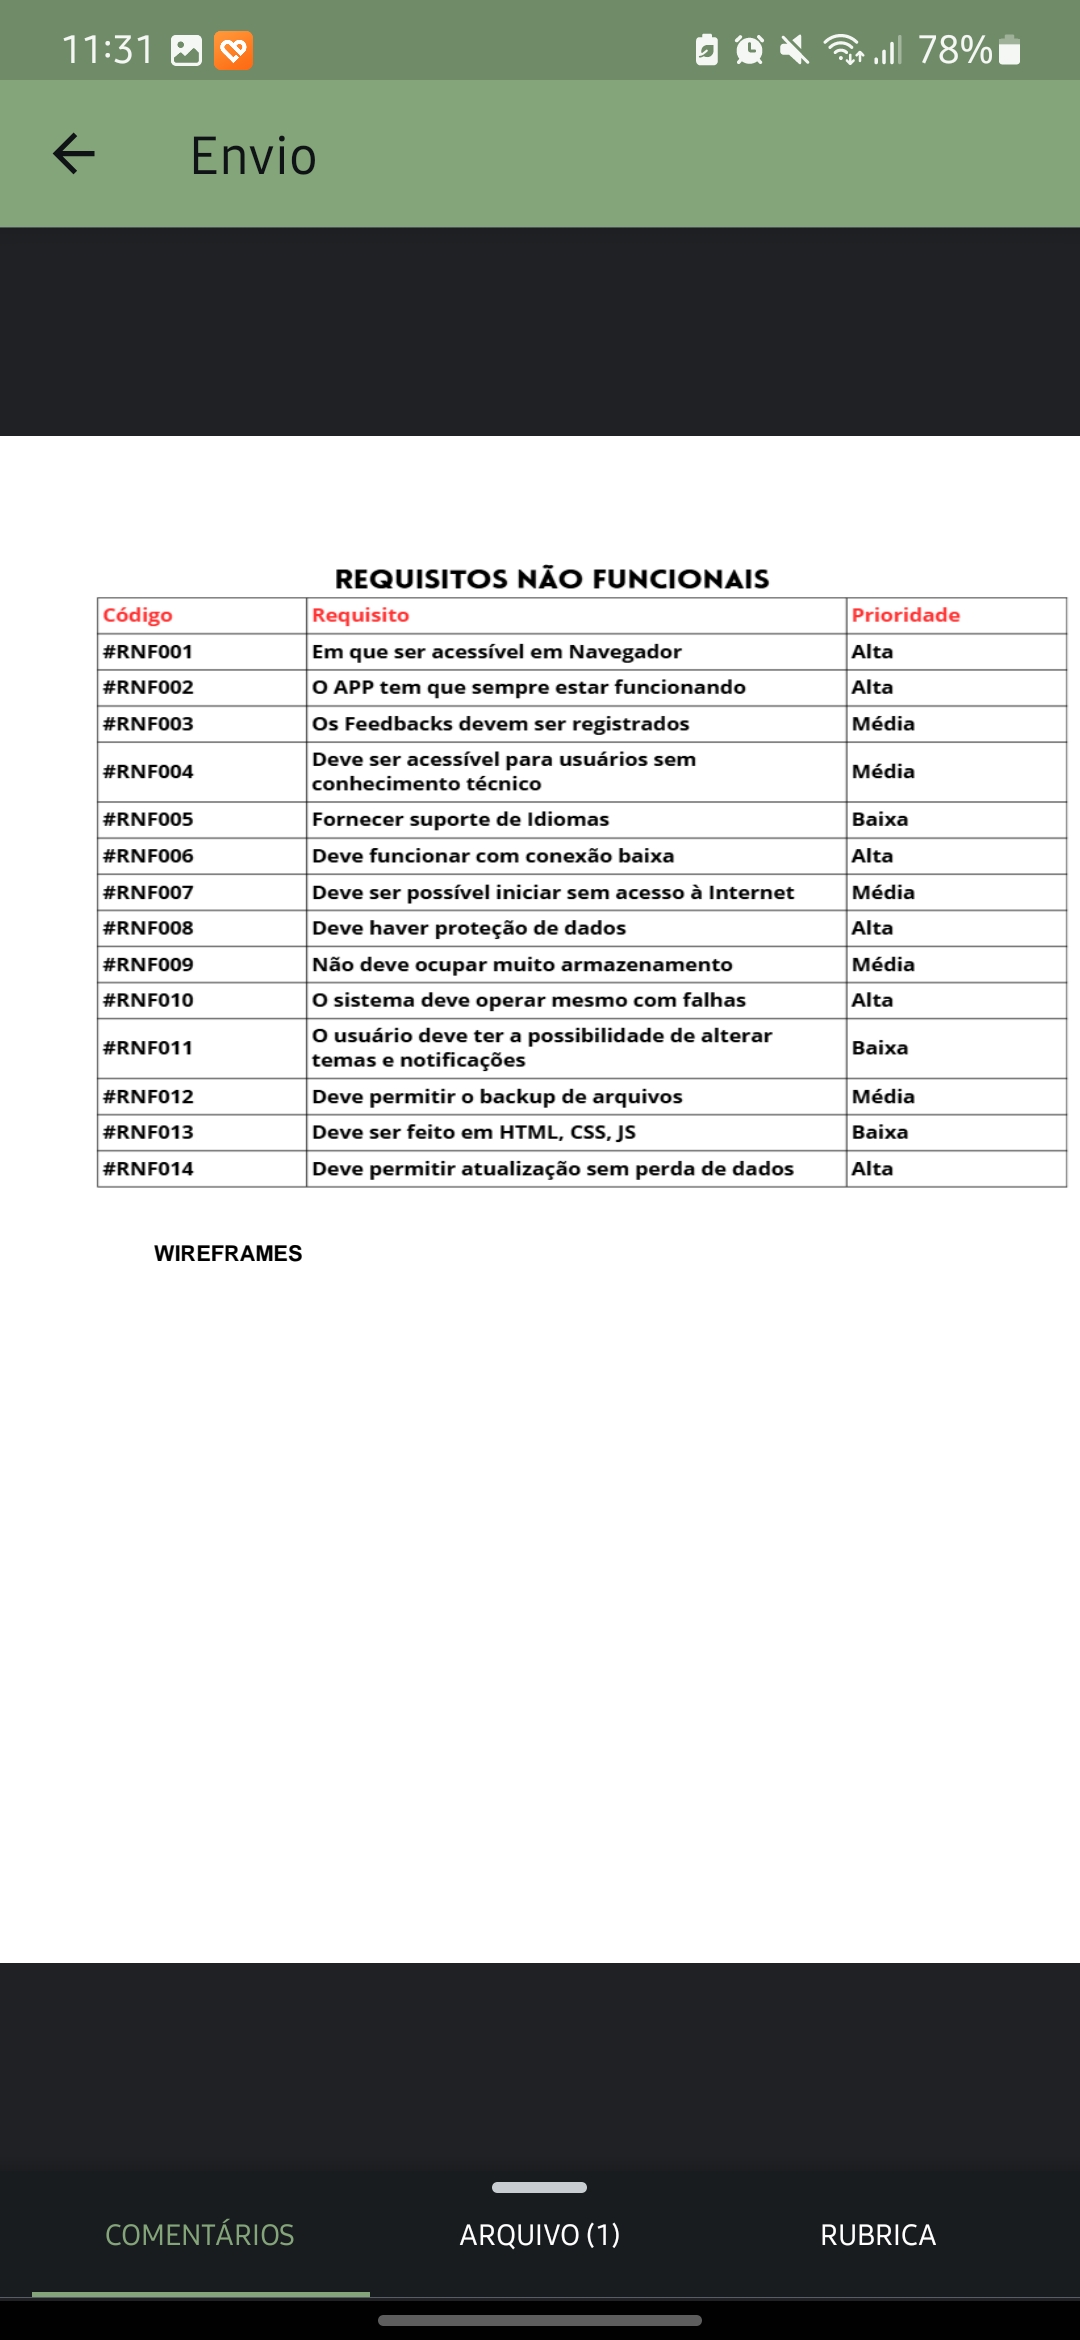 11:31
78%
Envio
REQUISITOS NÃO FUNCIONAIS
Código Requisito Prioridade
#RNF001 Em que ser acessível em Navegador Alta
#RNF002 O APP tem que sempre estar funcionando Alta
#RNF003 Os Feedbacks devem ser registrados Média
#RNF004 Deve ser acessível para usuários sem
conhecimento técnico Média
#RNF005 Fornecer suporte de Idiomas Baixa
#RNF006 Deve funcionar com conexão baixa Alta
#RNF007 Deve ser possível iniciar sem acesso à Internet Média
#RNF008 Deve haver proteção de dados Alta
#RNF009 Não deve ocupar muito armazenamento Média
#RNF010 O sistema deve operar mesmo com falhas Alta
#RNF011 O usuário deve ter a possibilidade de alterar
temas e notificações Baixa
#RNF012 Deve permitir o backup de arquivos Média
#RNF013 Deve ser feito em HTML, CSS, JS Baixa
#RNF014 Deve permitir atualização sem perda de dados Alta
WIREFRAMES
COMENTÁRIOS ARQUIVO (1) RUBRICA